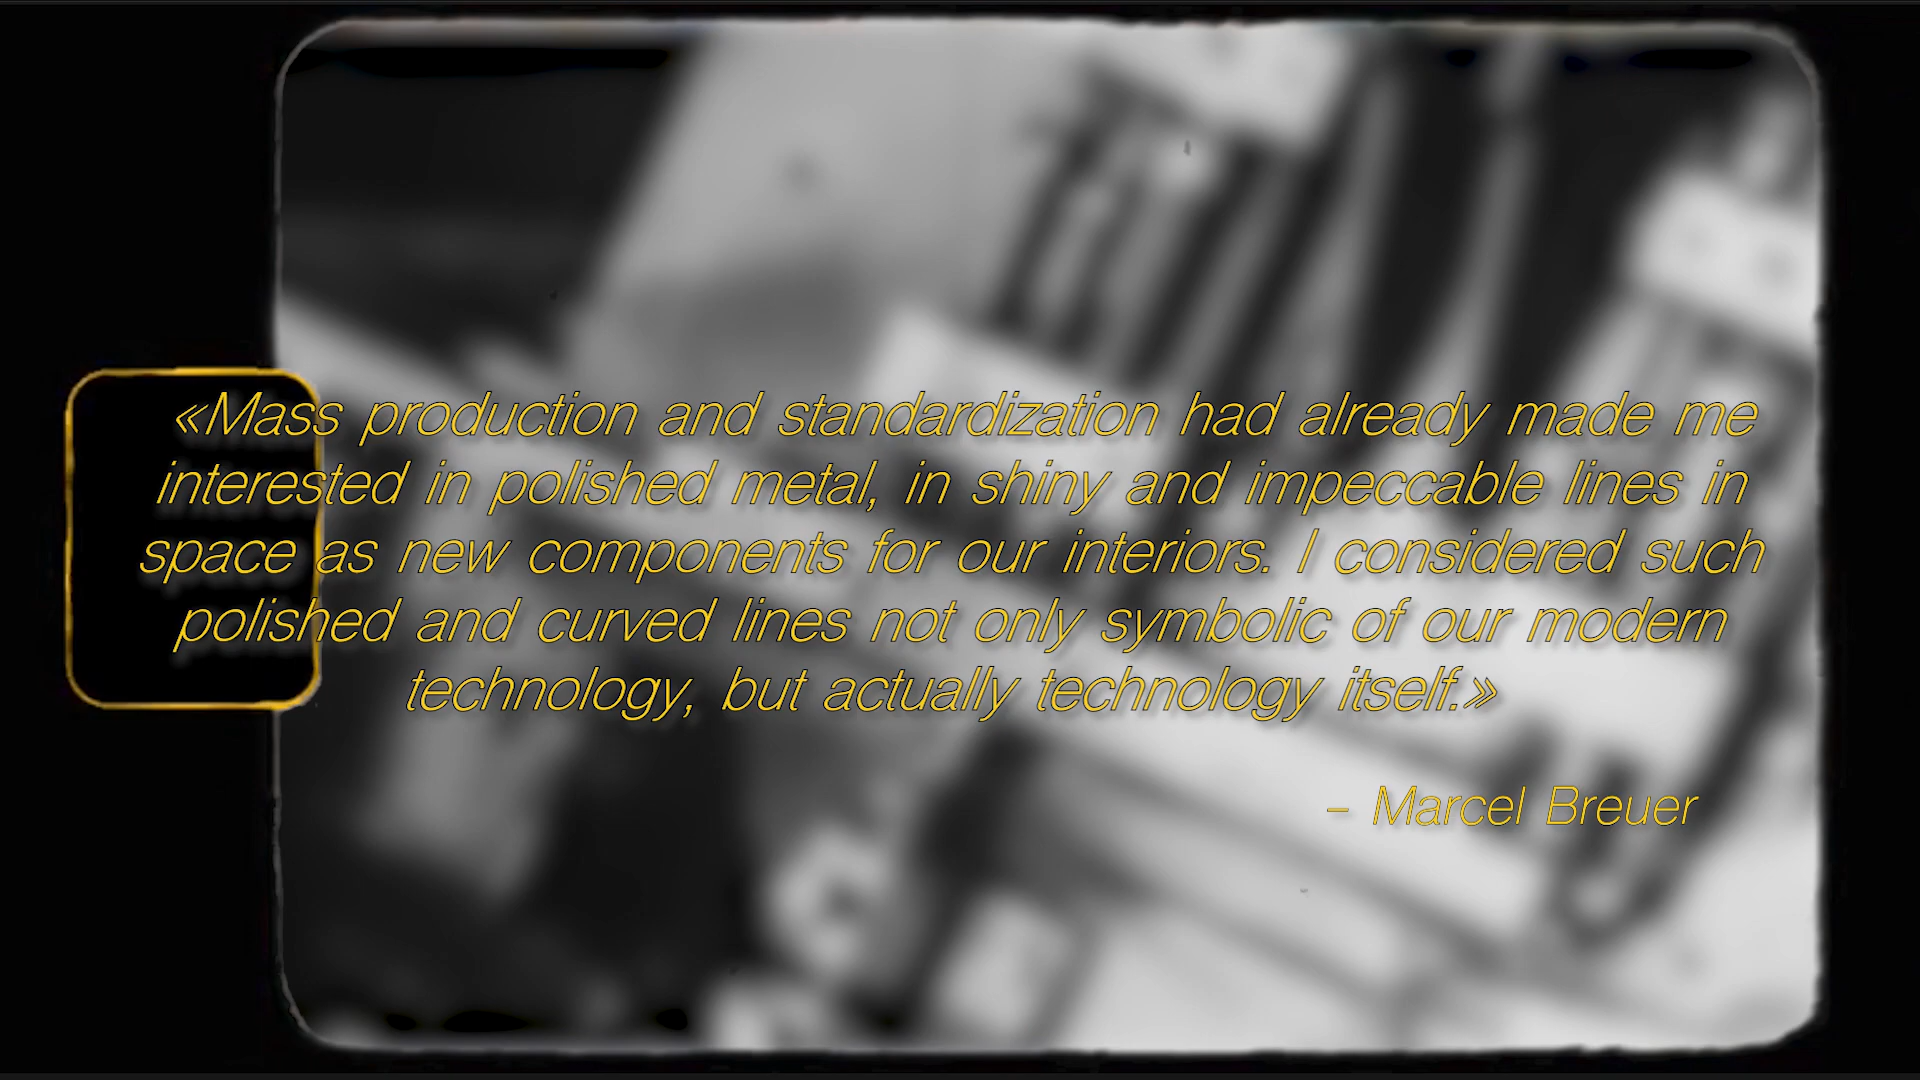 «Mass production and standardization had already made me
interested in polished metal, in shiny and impeccable lines in
space as new components for our interiors. I considered such
polished and curved lines not only symbolic of our modern
technology, but actually technology itself.»
- Marcel Breuer